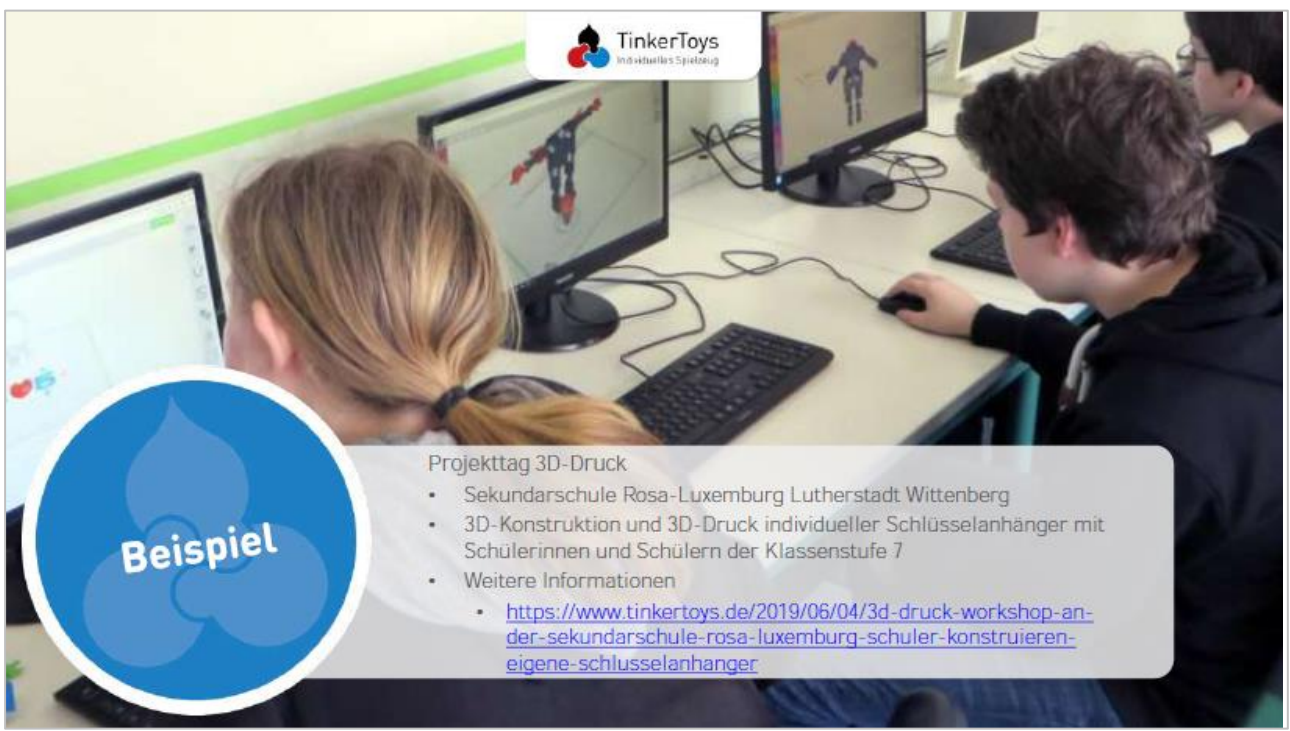 TinkerToys
Individuelles Spielzeug
Beispiel
Projekttag 3D-Druck
• Sekundarschule Rosa-Luxemburg Lutherstadt Wittenberg
• 3D-Konstruktion und 3D-Druck individueller Schlüsselanhänger mit
Schülerinnen und Schülern der Klassenstufe 7
• Weitere Informationen
• https://www.tinkertoys.de/2019/06/04/3d-druck-workshop-an-
der-sekundarschule-rosa-luxemburg-schuler-konstruieren-
eigene-schlusselanhanger